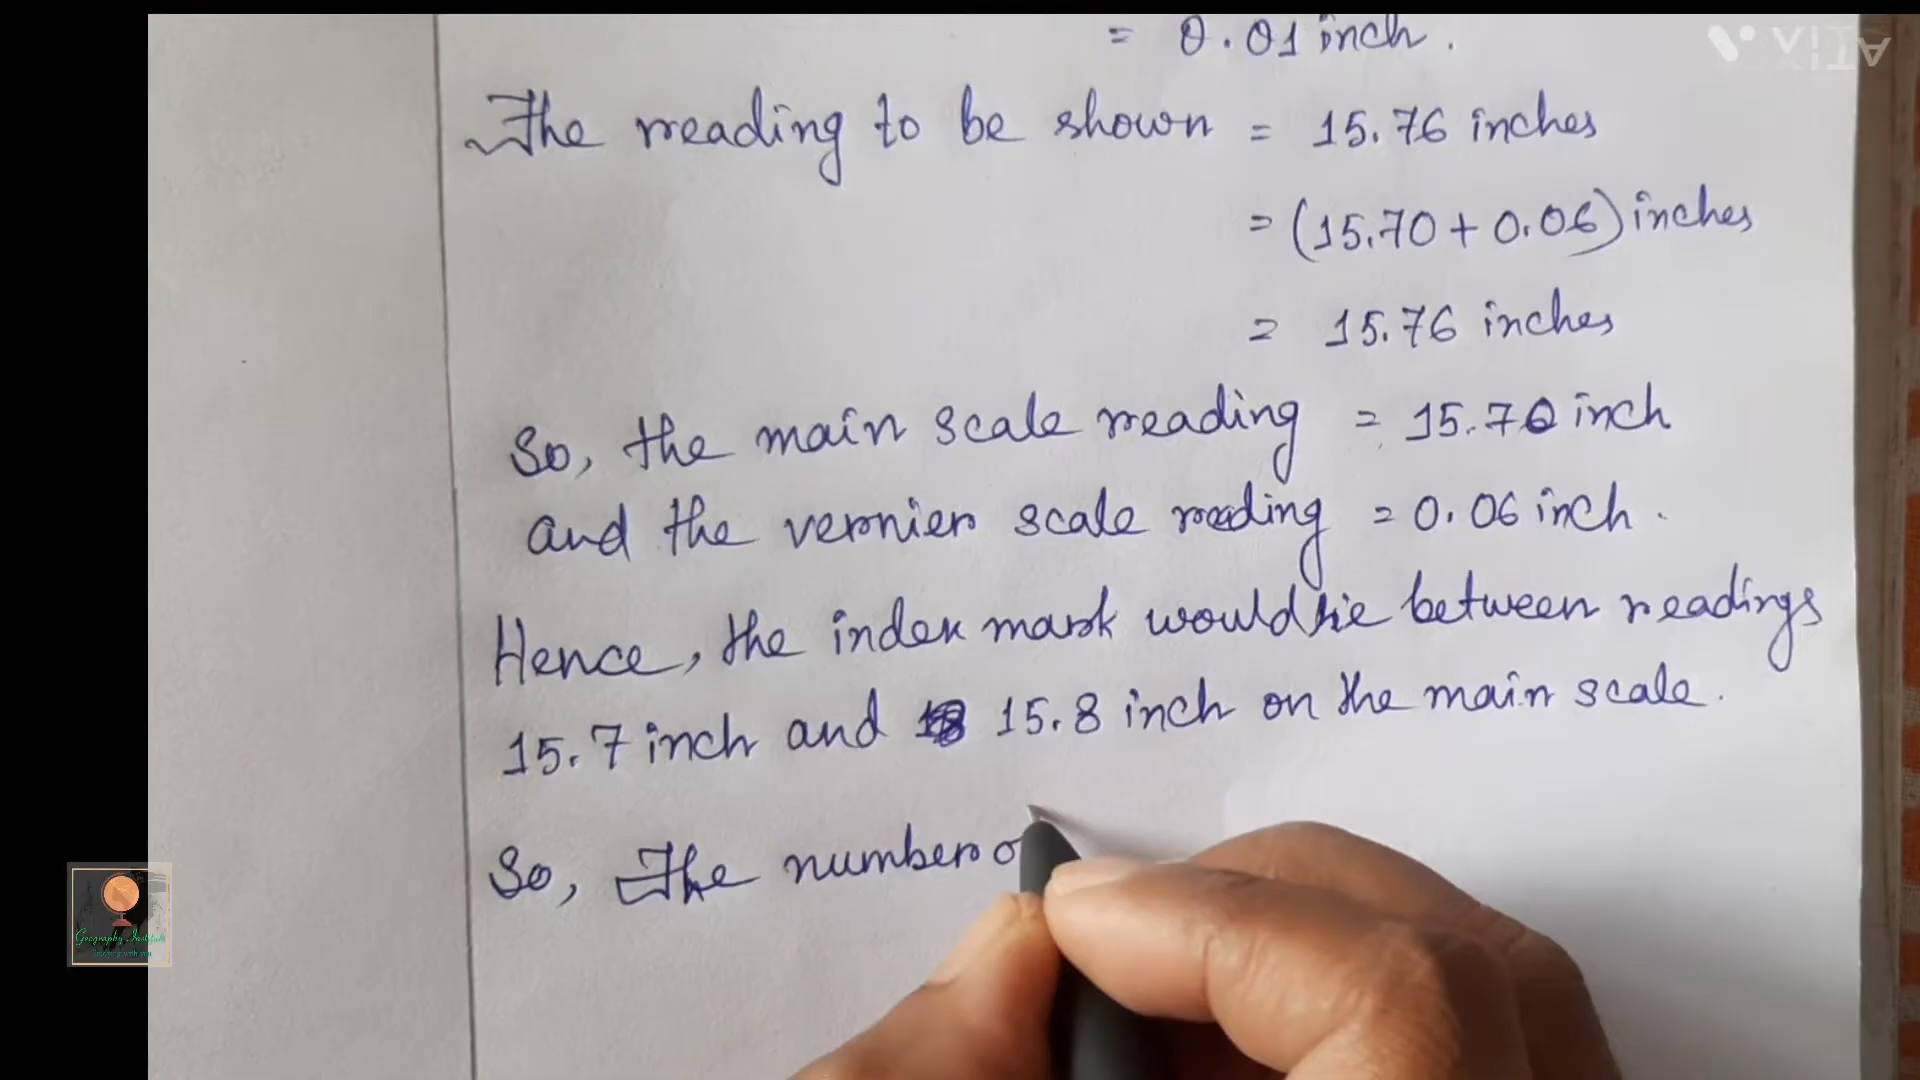 = 0.01 inch.
The reading to be shown = 15.76 inches
= (15.70 + 0.06) inches
= 15.76 inches
So, the main scale reading = 15.70 inch
and the vernier scale reading = 0.06 inch.
Hence, the index mark would lie between readings
15.7 inch and 15.8 inch on the main scale.
So, The number o
Geography Institute
VITA